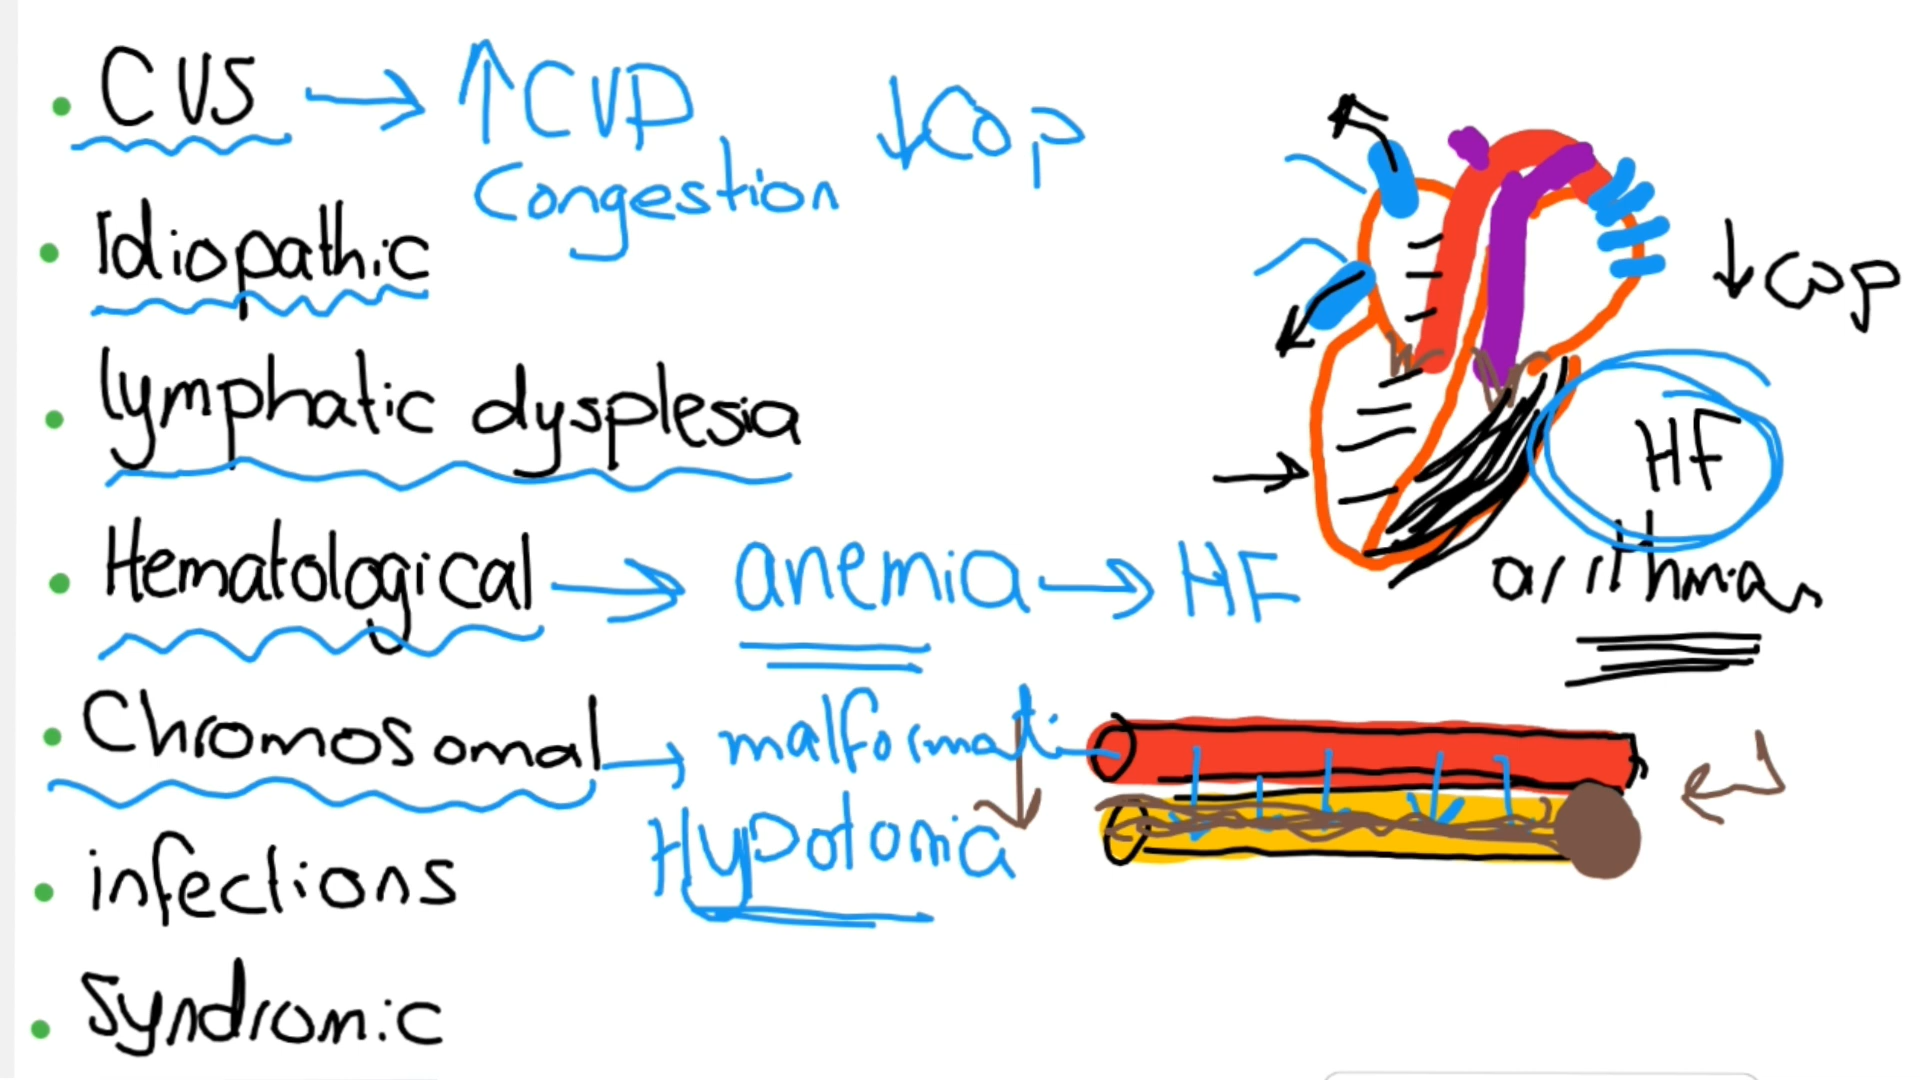 CVS → ↑CVP ↓Cop
Congestion
Idiopathic
↓Cop
Lymphatic dysplesia
HF
Hematological → anemia → HF
arithmia
Chromosomal → malformati
Hypotonia
infections
Syndromic